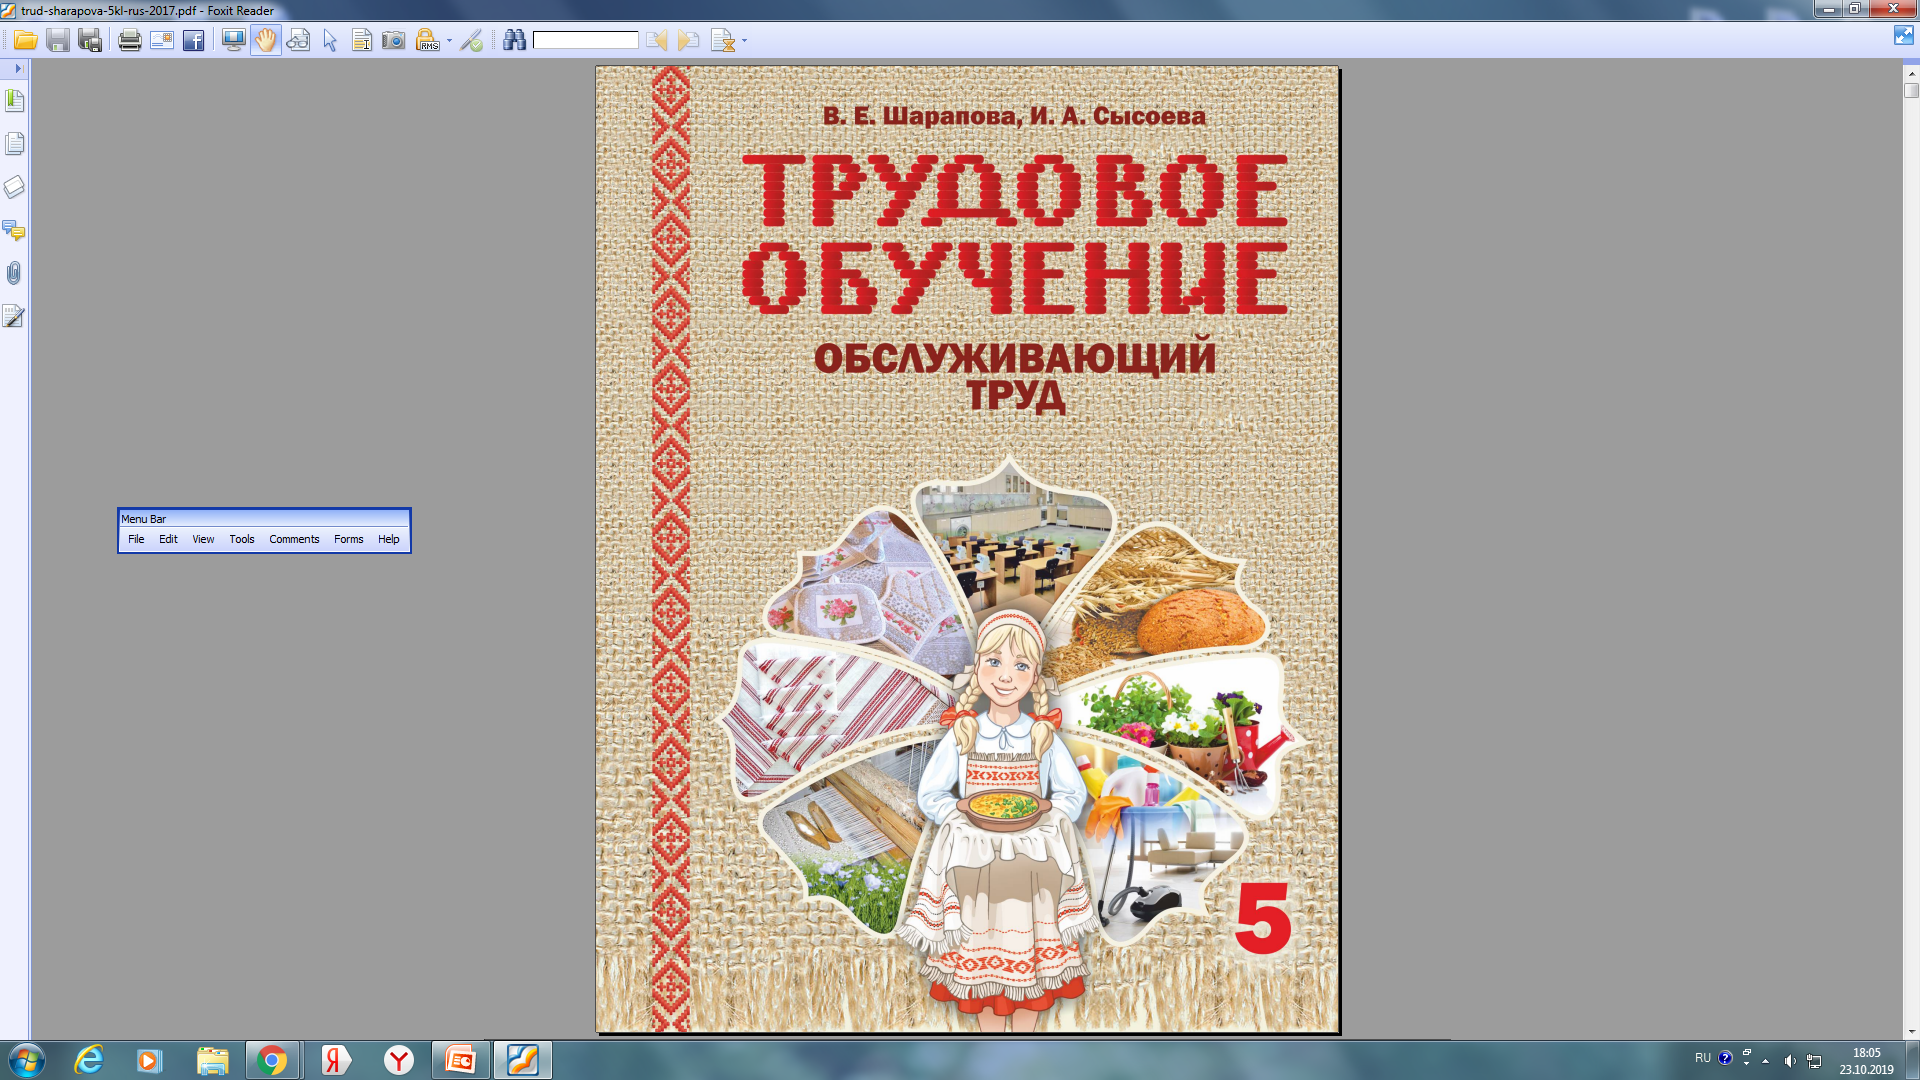 trud-sharapova-5kl-rus-2017.pdf - Foxit Reader
RMS
В. Е. Шарапова, И. А. Сысоева
ТРУДОВОЕ
ОБУЧЕНИЕ
ОБСЛУЖИВАЮЩИЙ
ТРУД
Menu Bar
File Edit View Tools Comments Forms Help
5
RU
18:05
23.10.2019